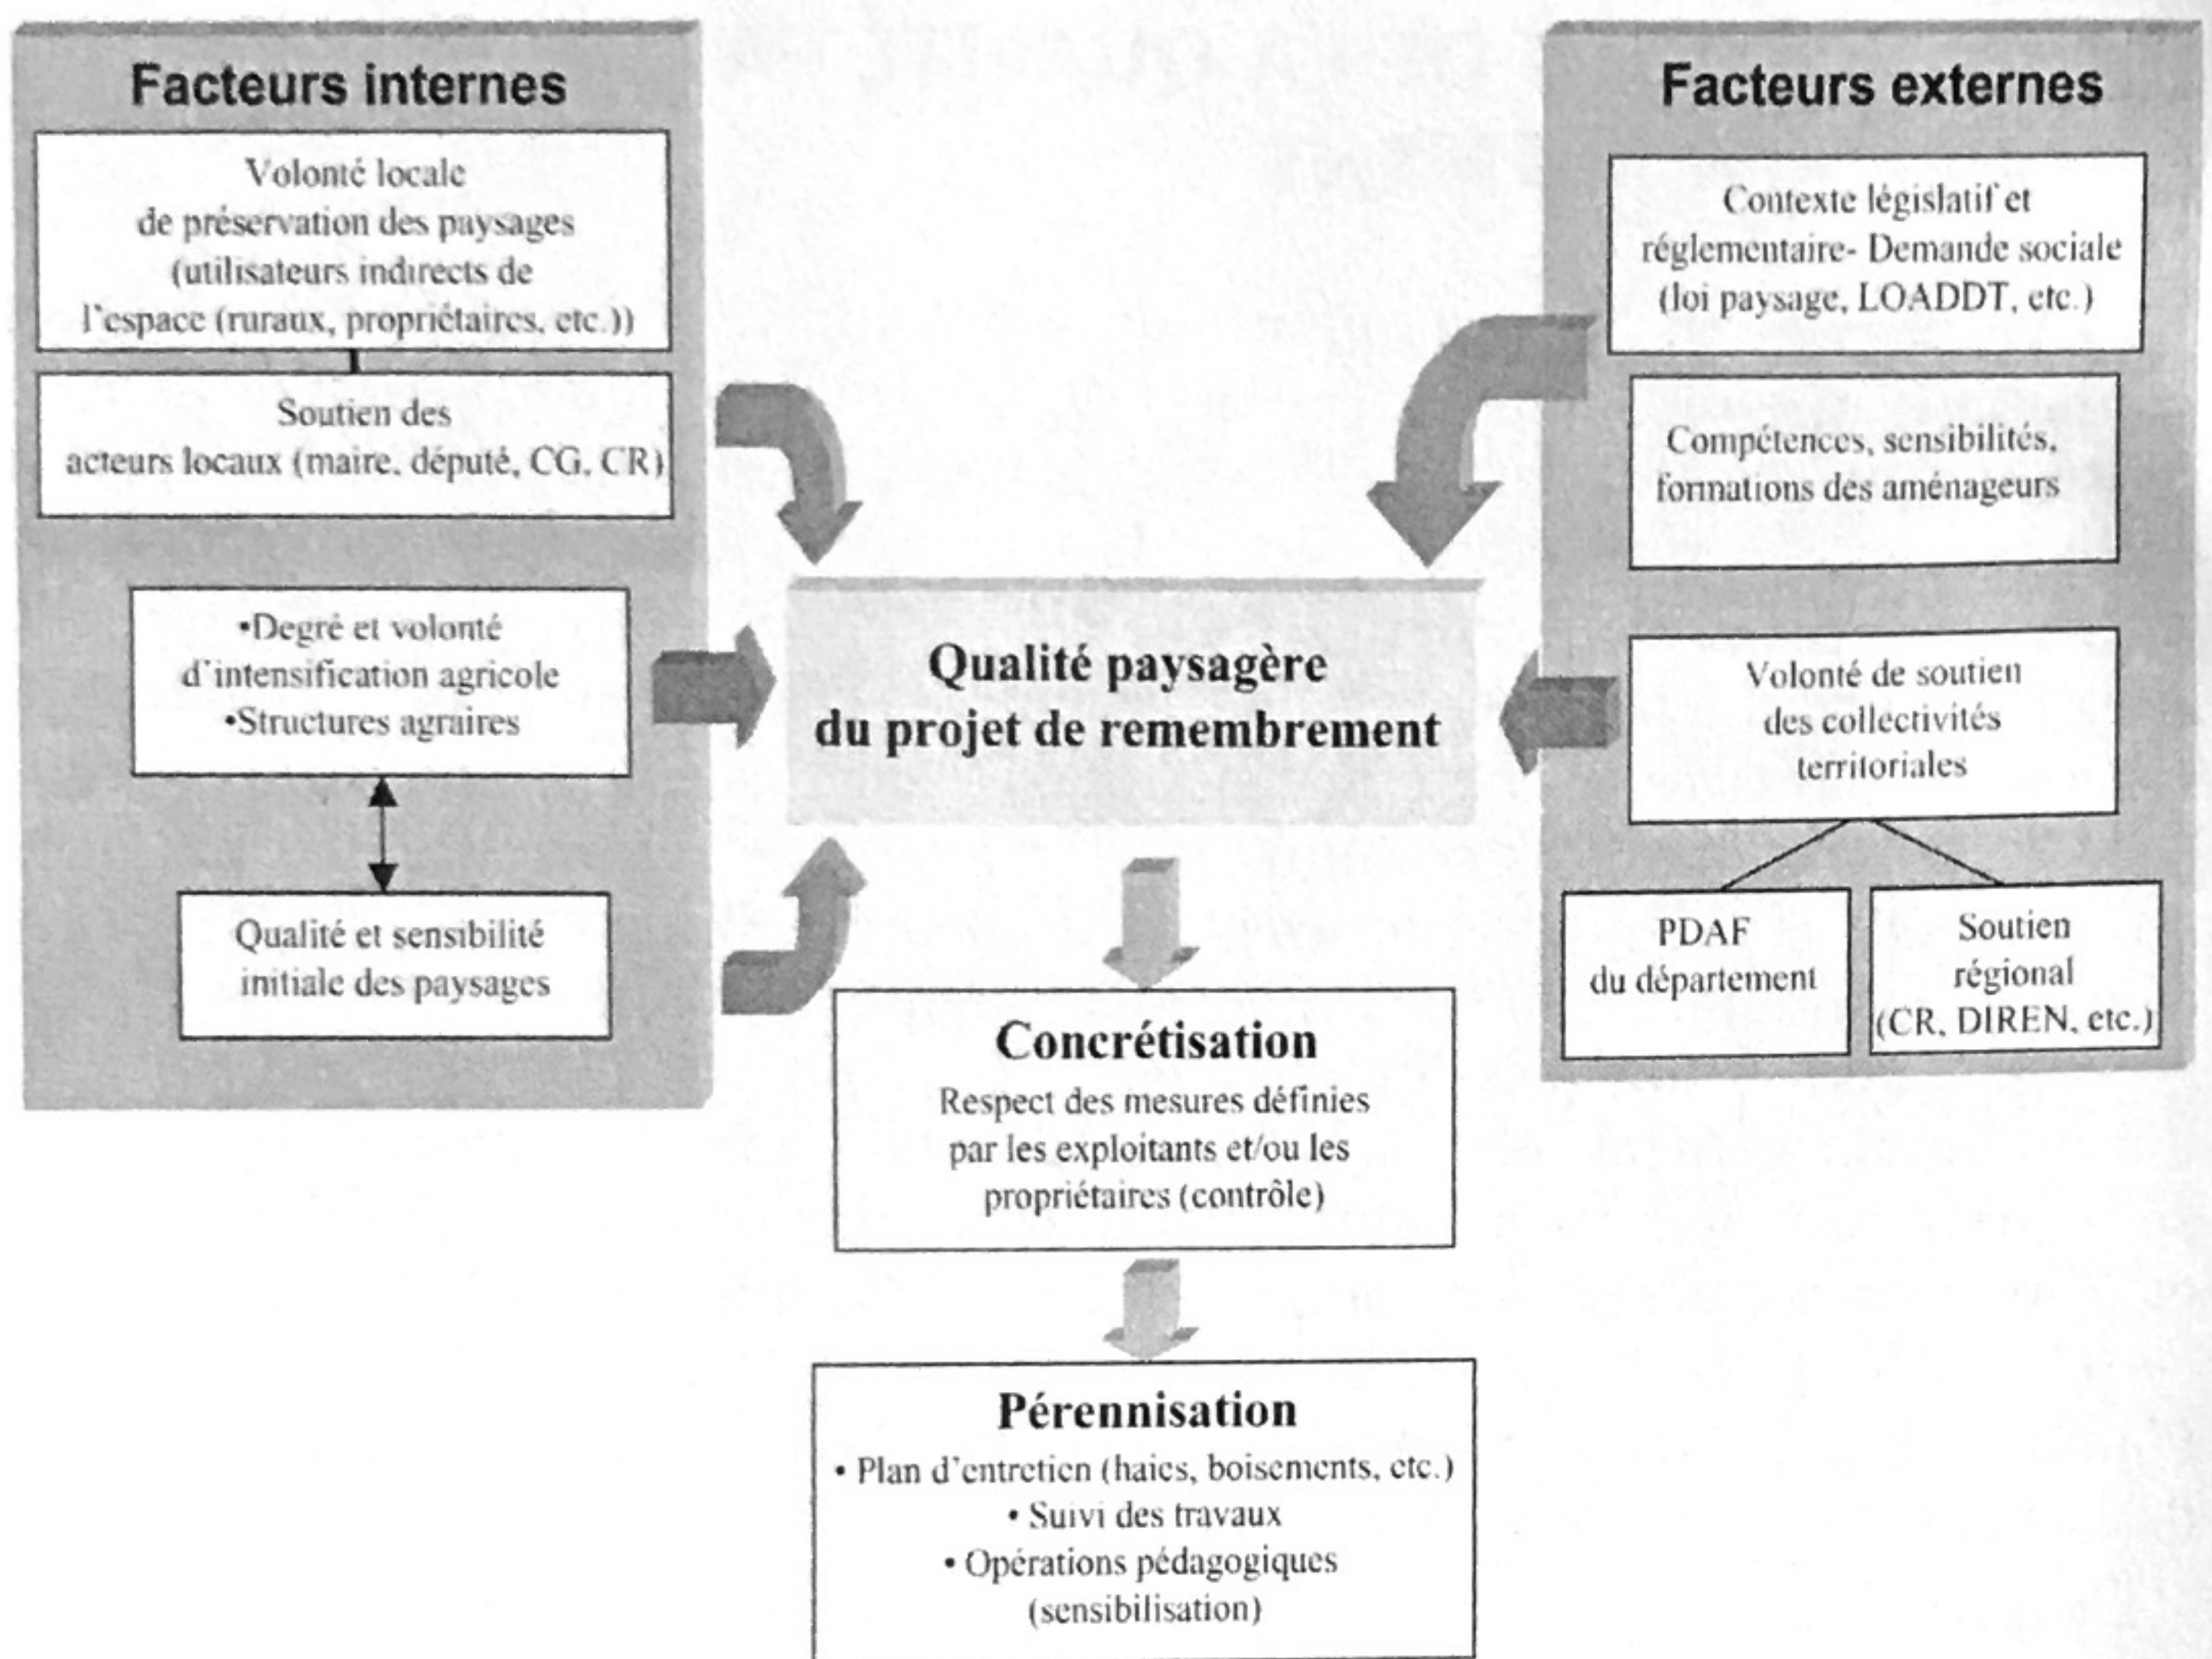 Facteurs internes
Volonté locale
de préservation des paysages
(utilisateurs indirects de
l'espace (ruraux, propriétaires, etc.))
Soutien des
acteurs locaux (maire, député, CG, CR)
•Degré et volonté
d'intensification agricole
•Structures agraires
Qualité et sensibilité
initiale des paysages
Qualité paysagère
du projet de remembrement
Concrétisation
Respect des mesures définies
par les exploitants et/ou les
propriétaires (contrôle)
Pérennisation
• Plan d'entretien (haies, boisements, etc.)
• Suivi des travaux
• Opérations pédagogiques
(sensibilisation)
Facteurs externes
Contexte législatif et
réglementaire- Demande sociale
(loi paysage, LOADDT, etc.)
Compétences, sensibilités,
formations des aménageurs
Volonté de soutien
des collectivités
territoriales
PDAF
du département
Soutien
régional
(CR, DIREN, etc.)